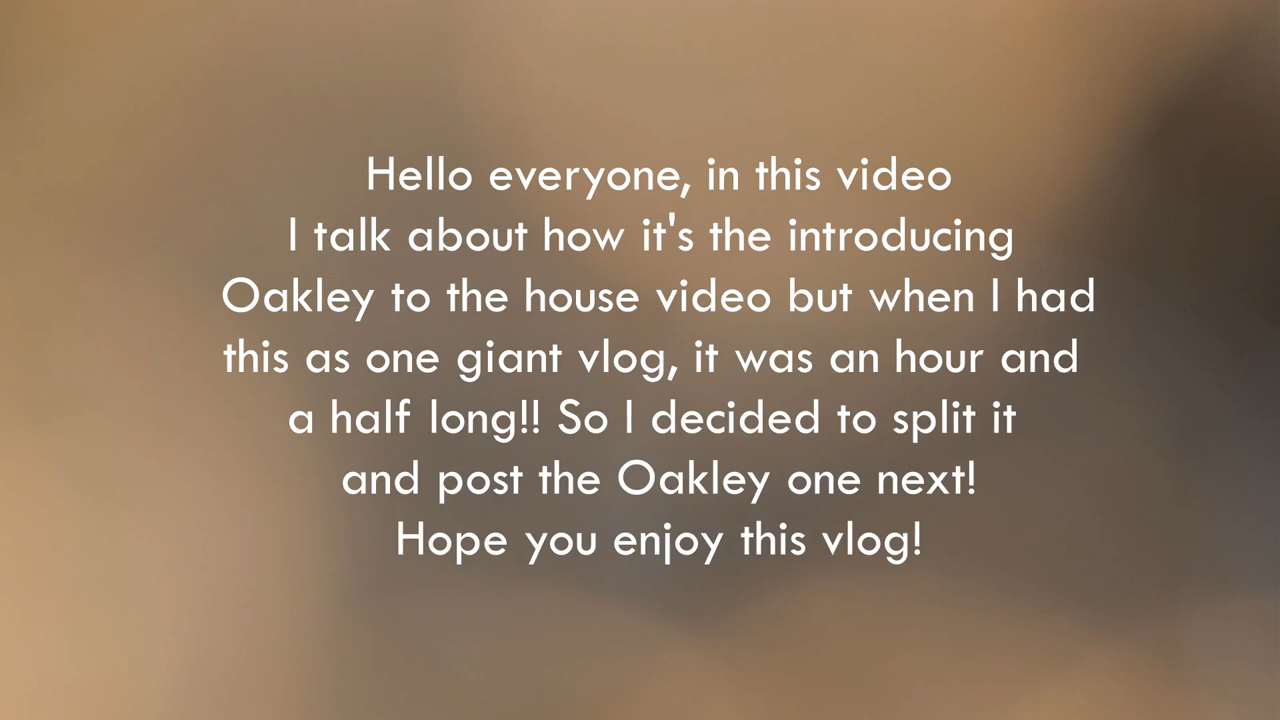 Hello everyone, in this video
I talk about how it's the introducing
Oakley to the house video but when I had
this as one giant vlog, it was an hour and
a half long!! So I decided to split it
and post the Oakley one next!
Hope you enjoy this vlog!